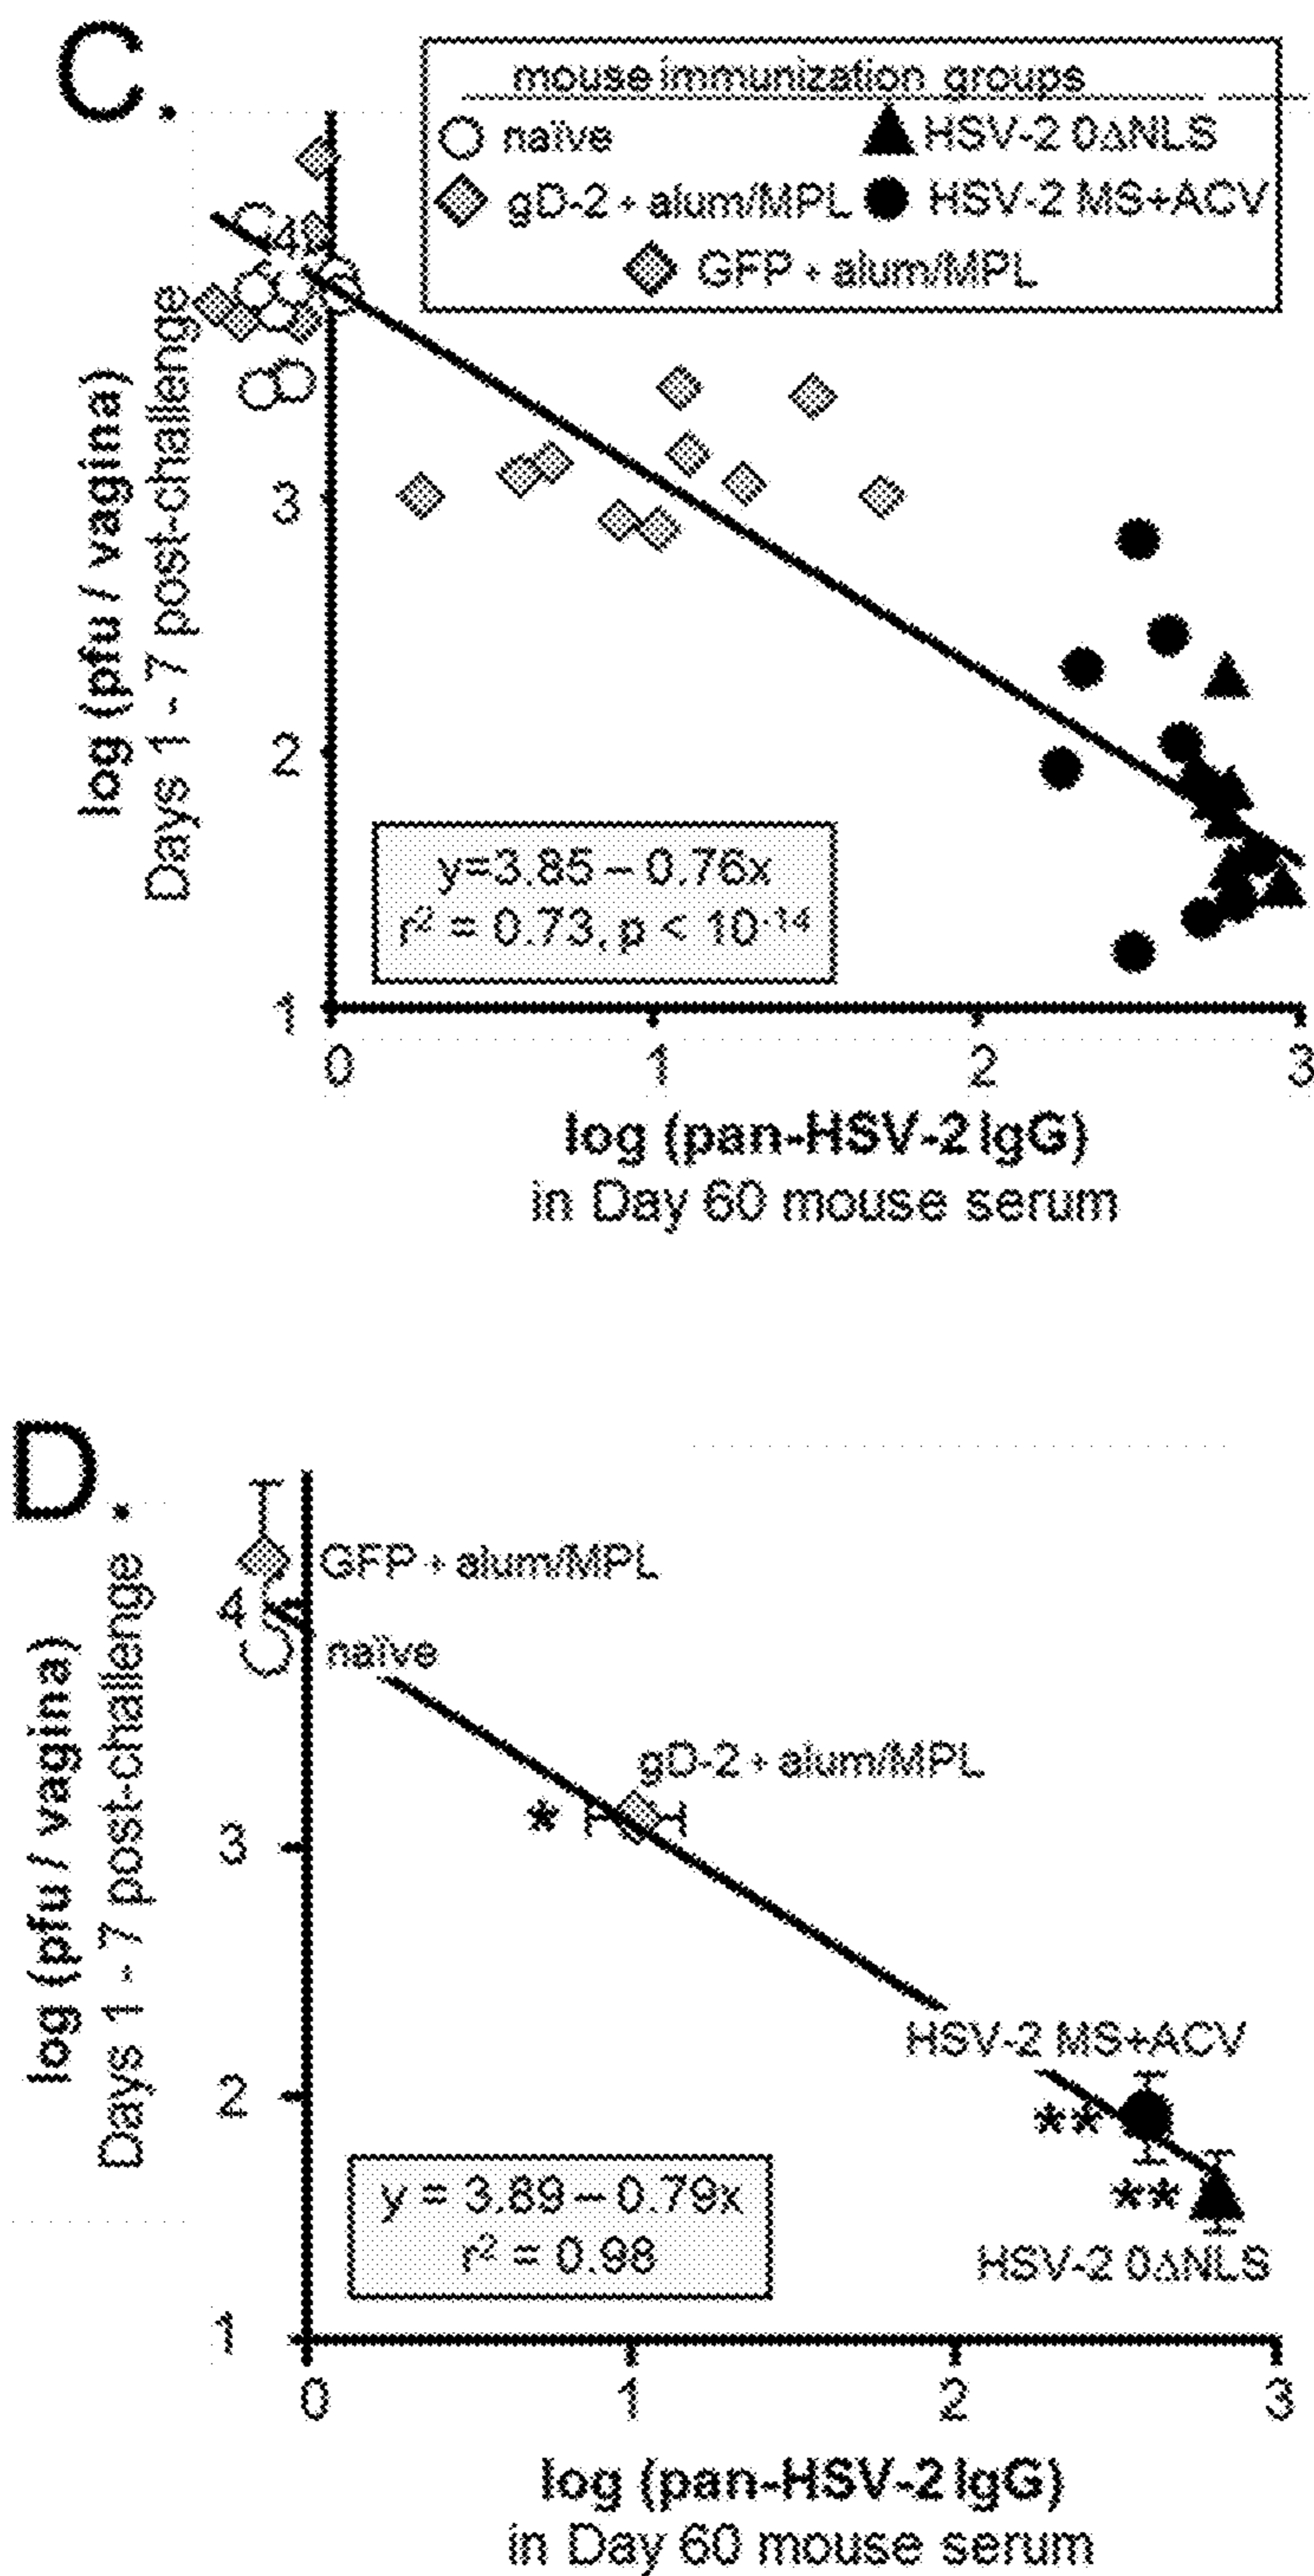 C.
mouse immunization groups
naïve
HSV-2 0ΔNLS
gD-2 + alum/MPL
HSV-2 MS+ACV
GFP + alum/MPL
log (pfu / vagina)
Days 1 - 7 post-challenge
4
3
2
1
y=3.85 – 0.76x
r² = 0.73, p < 10⁻¹⁴
0 1 2 3
log (pan-HSV-2 IgG)
in Day 60 mouse serum
D.
log (pfu / vagina)
Days 1 - 7 post-challenge
GFP + alum/MPL
4
naïve
gD-2 + alum/MPL
*
3
HSV-2 MS+ACV
2
**
**
y = 3.89 – 0.79x
r² = 0.98
HSV-2 0ΔNLS
1
0 1 2 3
log (pan-HSV-2 IgG)
in Day 60 mouse serum